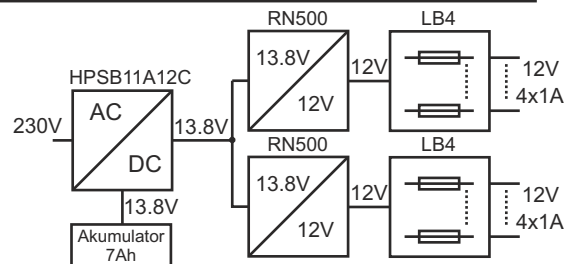 RN500
LB4
13.8V
12V
12V
12V
4x1A
HPSB11A12C
230V
AC
DC
13.8V
13.8V
Akumulator
7Ah
RN500
LB4
13.8V
12V
12V
12V
4x1A